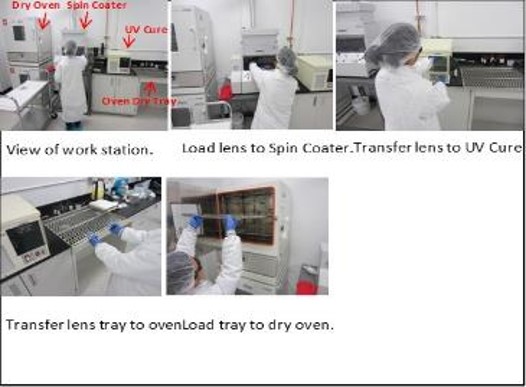 Dry Oven Spin Coater
UV Cure
Oven Dry Tray
View of work station.
Load lens to Spin Coater.Transfer lens to UV Cure
Transfer lens tray to ovenLoad tray to dry oven.